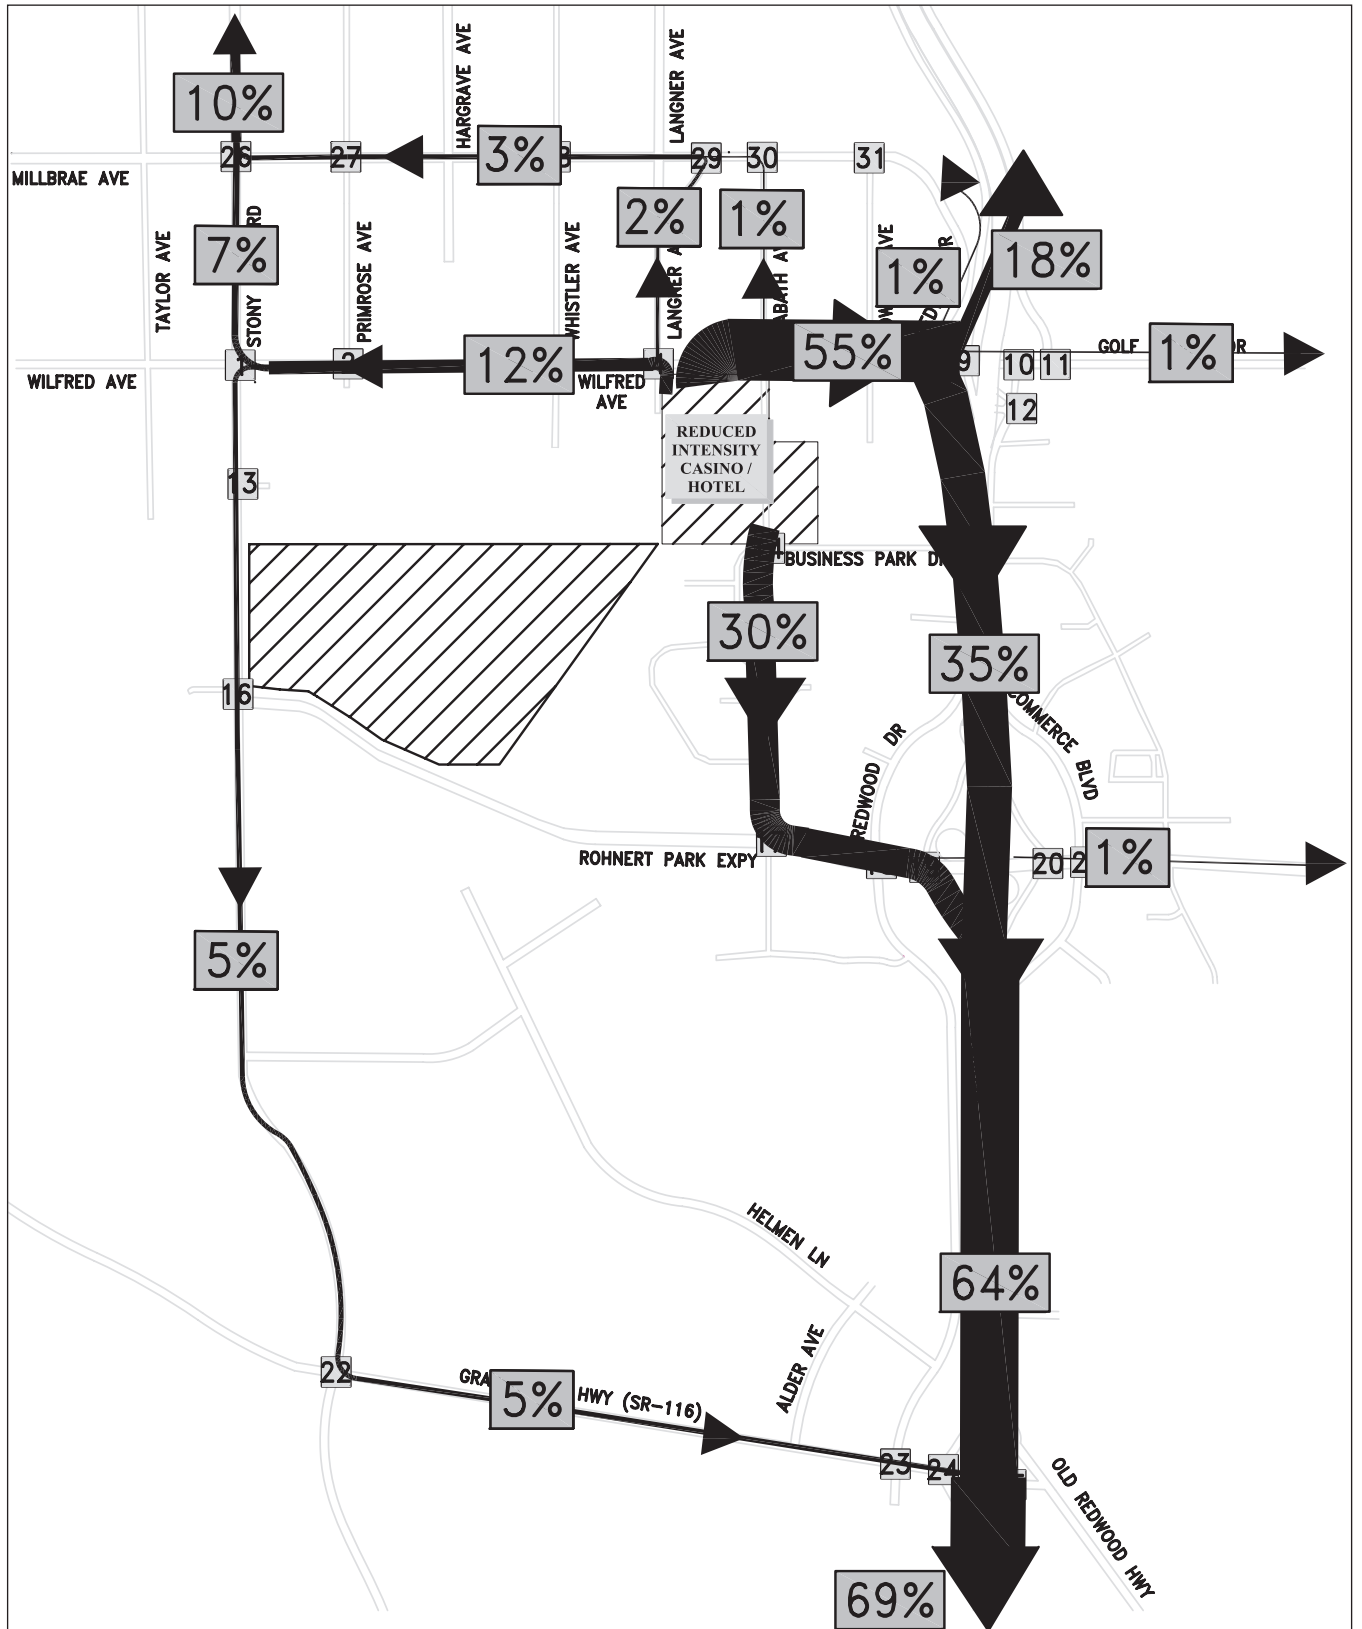 HARGRAVE AVE
LANGNER AVE
10%
26
27
3%
29
30
31
MILLBRAE AVE
2%
1%
7%
RD
TAYLOR AVE
STONY
PRIMROSE AVE
WHISTLER AVE
LANGNER
AVE
1%
18%
55%
12%
GOLF
1%
DR
WILFRED AVE
WILFRED
AVE
9
10
11
12
REDUCED
INTENSITY
CASINO /
HOTEL
13
BUSINESS PARK
30%
35%
16
COMMERCE BLVD
REDWOOD DR
ROHNERT PARK EXPY
20
1%
5%
HELMEN LN
64%
ALDER AVE
22
5%
HWY (SR-116)
23
24
OLD REDWOOD HWY
69%